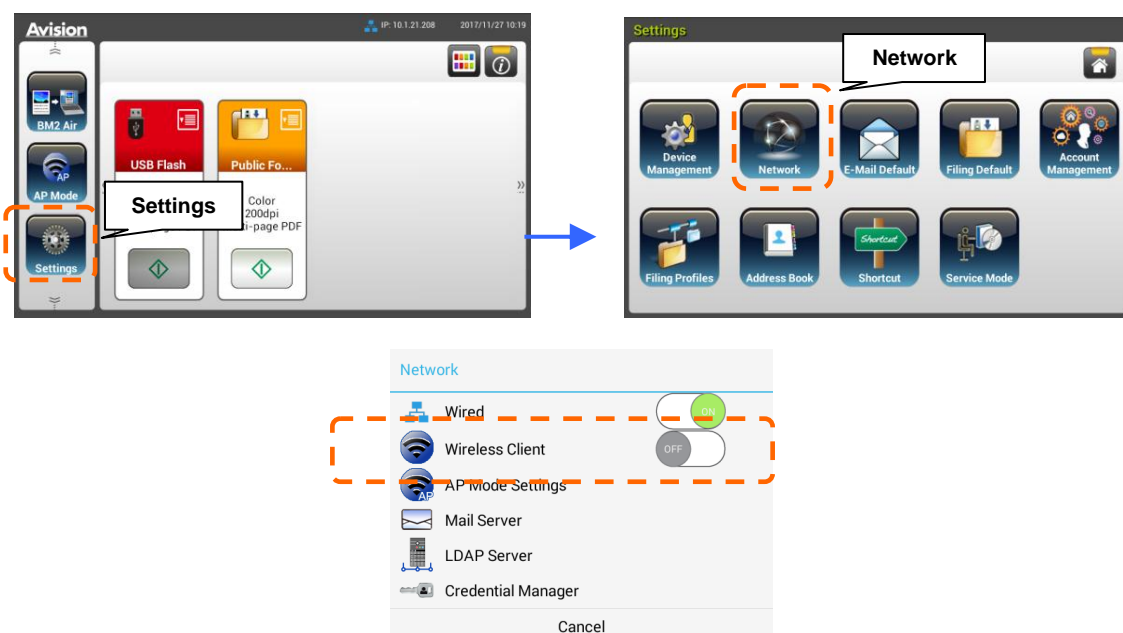 Avision
IP: 10.1.21.208
2017/11/27 10:19
BM2 Air
AP
AP Mode
Settings
USB Flash
Public Fo...
Color
200dpi
i-page PDF
Settings
Settings
Network
Device
Management
Network
E-Mail Default
Filing Default
Account
Management
Filing Profiles
Address Book
Shortcut
Shortcut
Service Mode
Network
Wired
ON
Wireless Client
OFF
AP
AP Mode Settings
Mail Server
LDAP Server
Credential Manager
Cancel